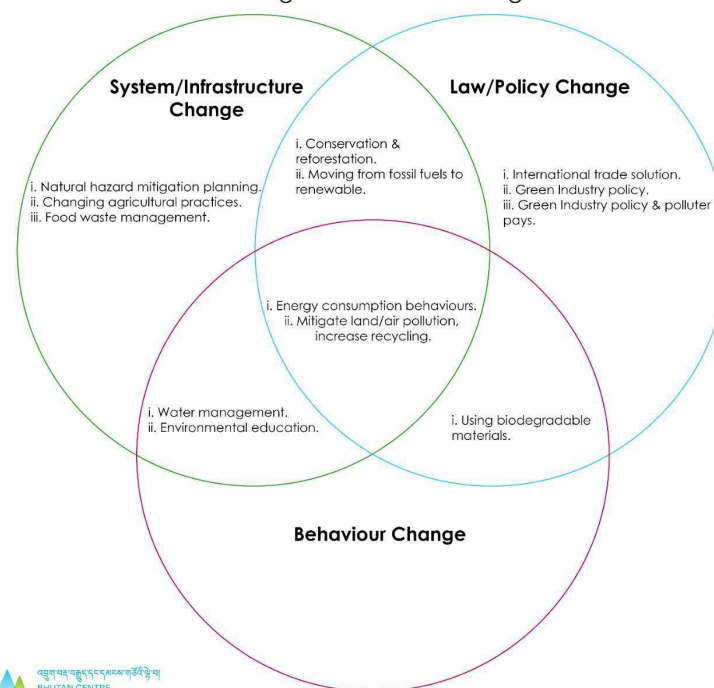 System/Infrastructure
Change
Law/Policy Change
i. Conservation &
reforestation.
ii. Moving from fossil fuels to
renewable.
i. Natural hazard mitigation planning.
ii. Changing agricultural practices.
iii. Food waste management.
i. International trade solution.
ii. Green Industry policy.
iii. Green Industry policy & polluter
pays.
i. Energy consumption behaviours.
ii. Mitigate land/air pollution,
increase recycling.
i. Water management.
ii. Environmental education.
i. Using biodegradable
materials.
Behaviour Change
BHUTAN CENTRE